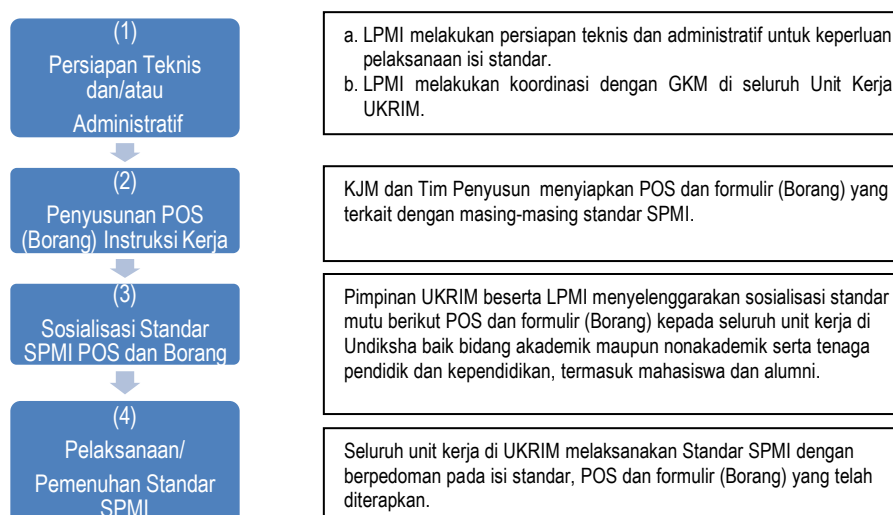 (1)
Persiapan Teknis
dan/atau
Administratif
a. LPMI melakukan persiapan teknis dan administratif untuk keperluan
pelaksanaan isi standar.
b. LPMI melakukan koordinasi dengan GKM di seluruh Unit Kerja
UKRIM.
(2)
Penyusunan POS
(Borang) Instruksi Kerja
KJM dan Tim Penyusun menyiapkan POS dan formulir (Borang) yang
terkait dengan masing-masing standar SPMI.
(3)
Sosialisasi Standar
SPMI POS dan Borang
Pimpinan UKRIM beserta LPMI menyelenggarakan sosialisasi standar
mutu berikut POS dan formulir (Borang) kepada seluruh unit kerja di
Undiksha baik bidang akademik maupun nonakademik serta tenaga
pendidik dan kependidikan, termasuk mahasiswa dan alumni.
(4)
Pelaksanaan/
Pemenuhan Standar
SPMI
Seluruh unit kerja di UKRIM melaksanakan Standar SPMI dengan
berpedoman pada isi standar, POS dan formulir (Borang) yang telah
diterapkan.